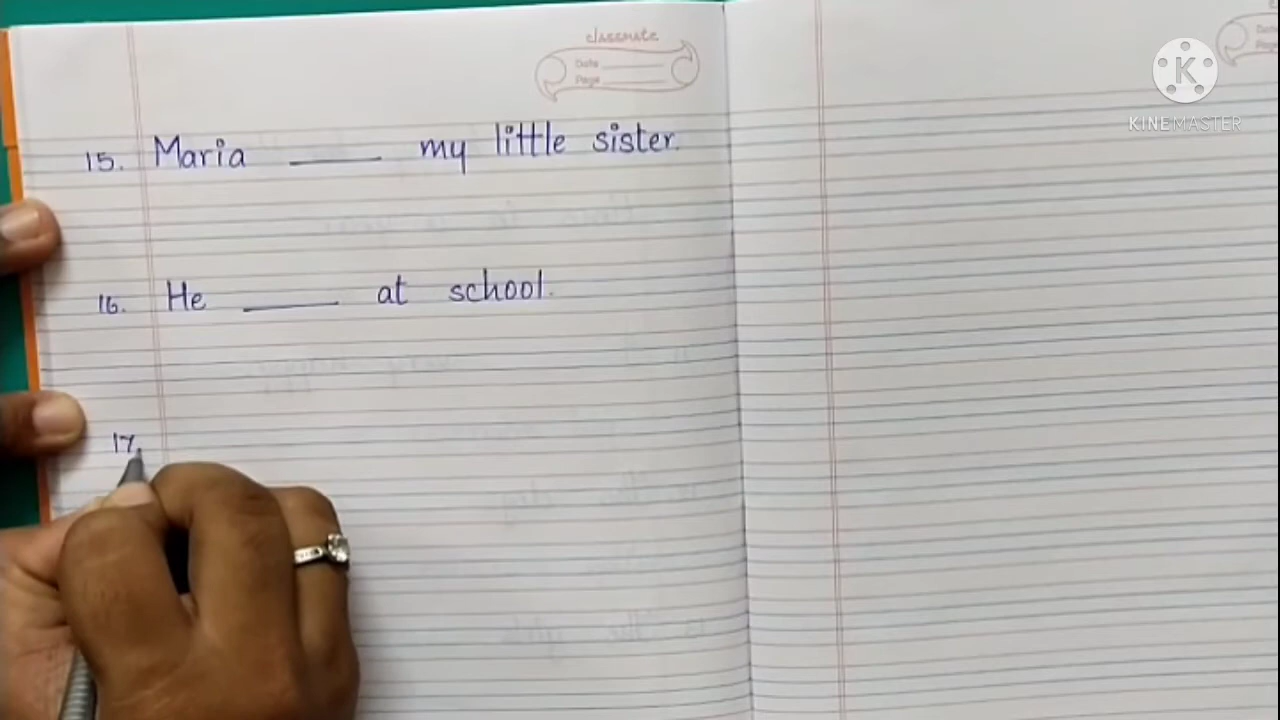 classmate
Date
Page
15. Maria ____ my little sister.
16. He ____ at school.
17.
KINEMASTER